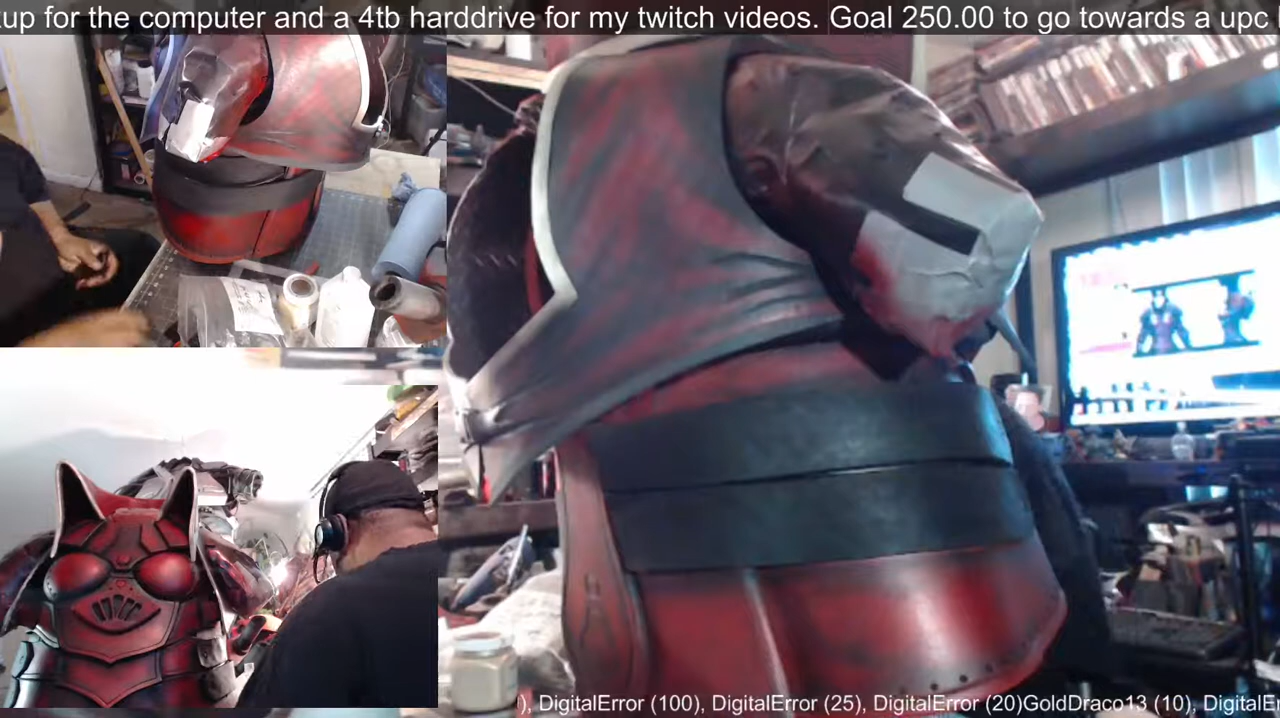 up for the computer and a 4tb harddrive for my twitch videos. Goal 250.00 to go towards a upc
), DigitalError (100), DigitalError (25), DigitalError (20)GoldDraco13 (10), DigitalE